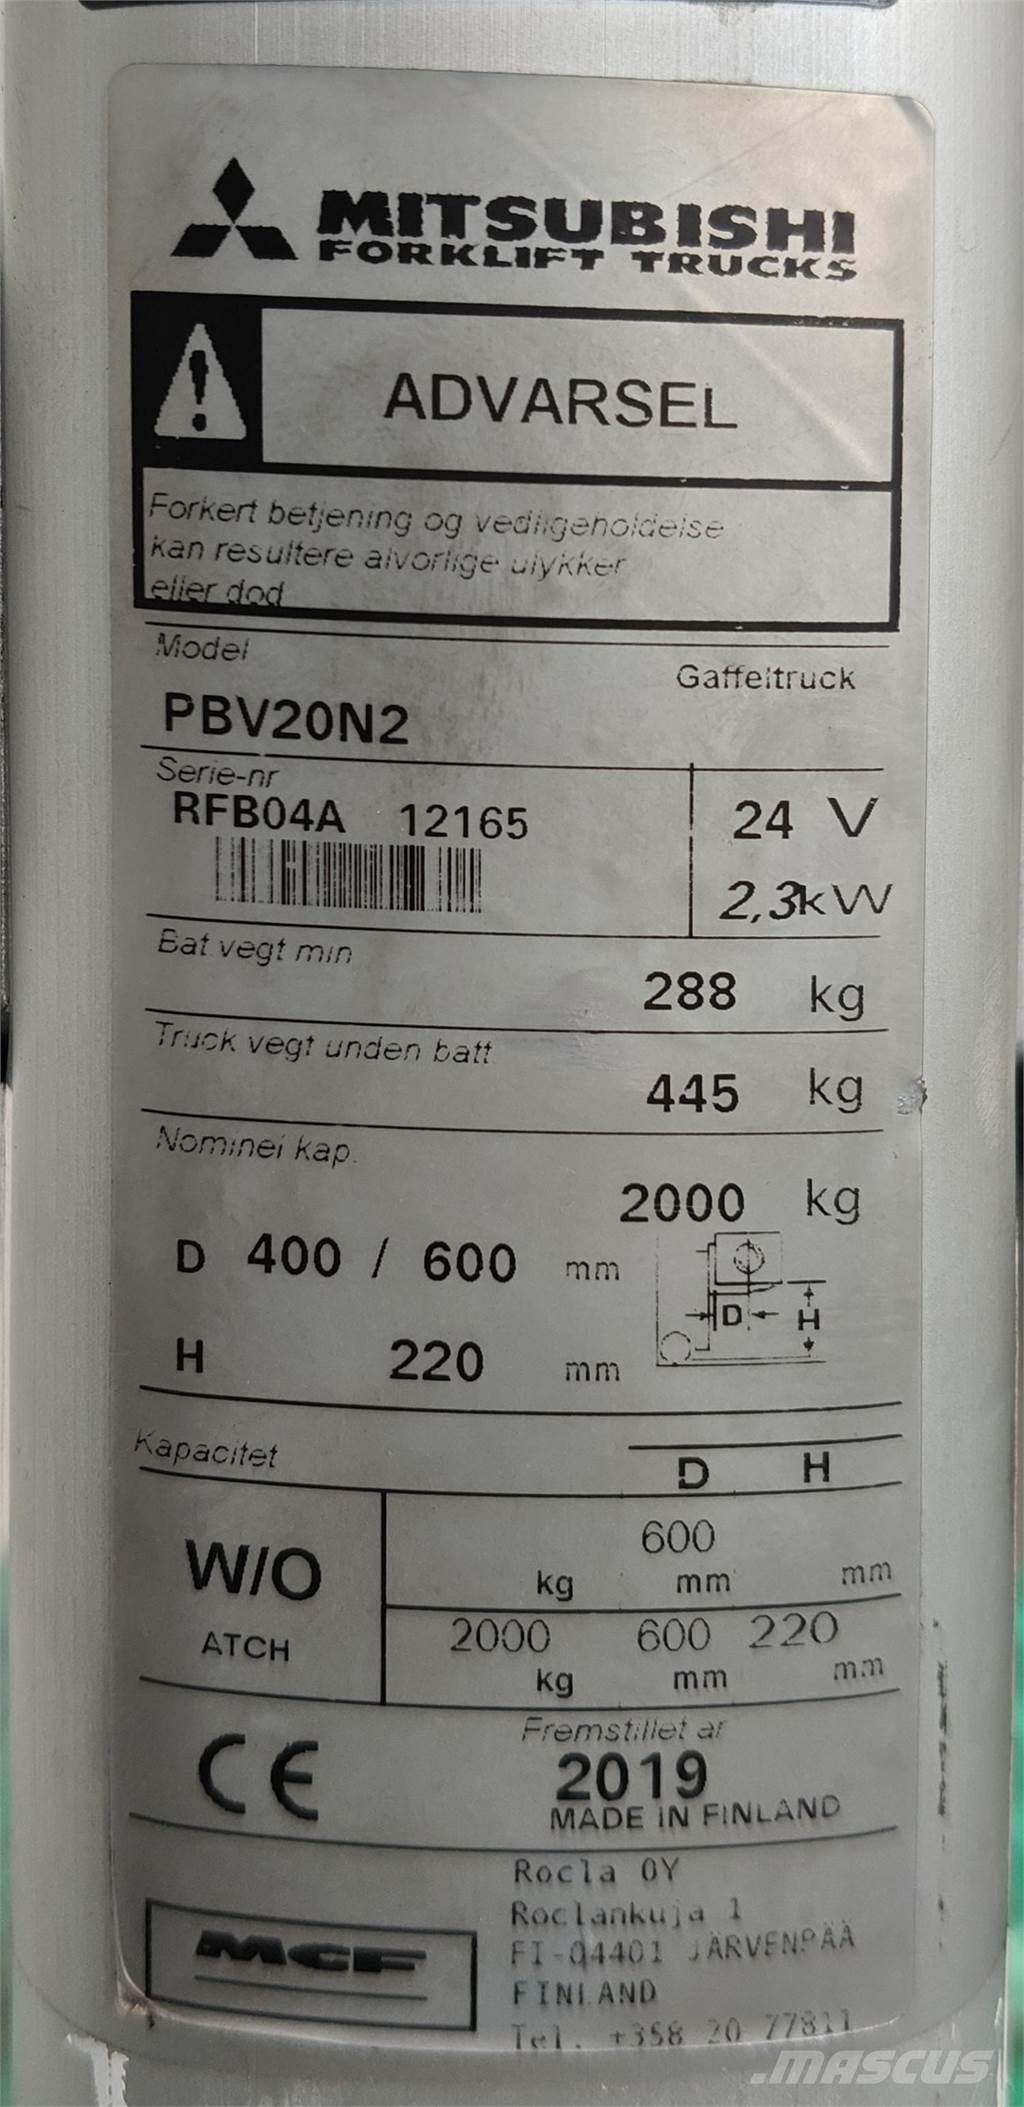 MITSUBISHI
FORKLIFT TRUCKS
ADVARSEL
Forkert betjening og vedligeholdelse
kan resultere alvorlige ulykker
eller dod
Model
Gaffeltruck
PBV20N2
Serie-nr
RFB04A 12165
24 V
2,3kW
Bat vegt min
288 kg
Truck vegt unden batt
445 kg
Nominel kap.
2000 kg
D 400 / 600 mm
D H
H 220 mm
Kapacitet
D H
W/O
ATCH
600
kg mm mm
2000 600 220
kg mm mm
CE
Fremstillet ar
2019
MADE IN FINLAND
MCF
Rocla OY
Roclankuja 1
FI-04401 JÄRVENPÄÄ
FINLAND
Tel. +358 20 77811
.MASCUS